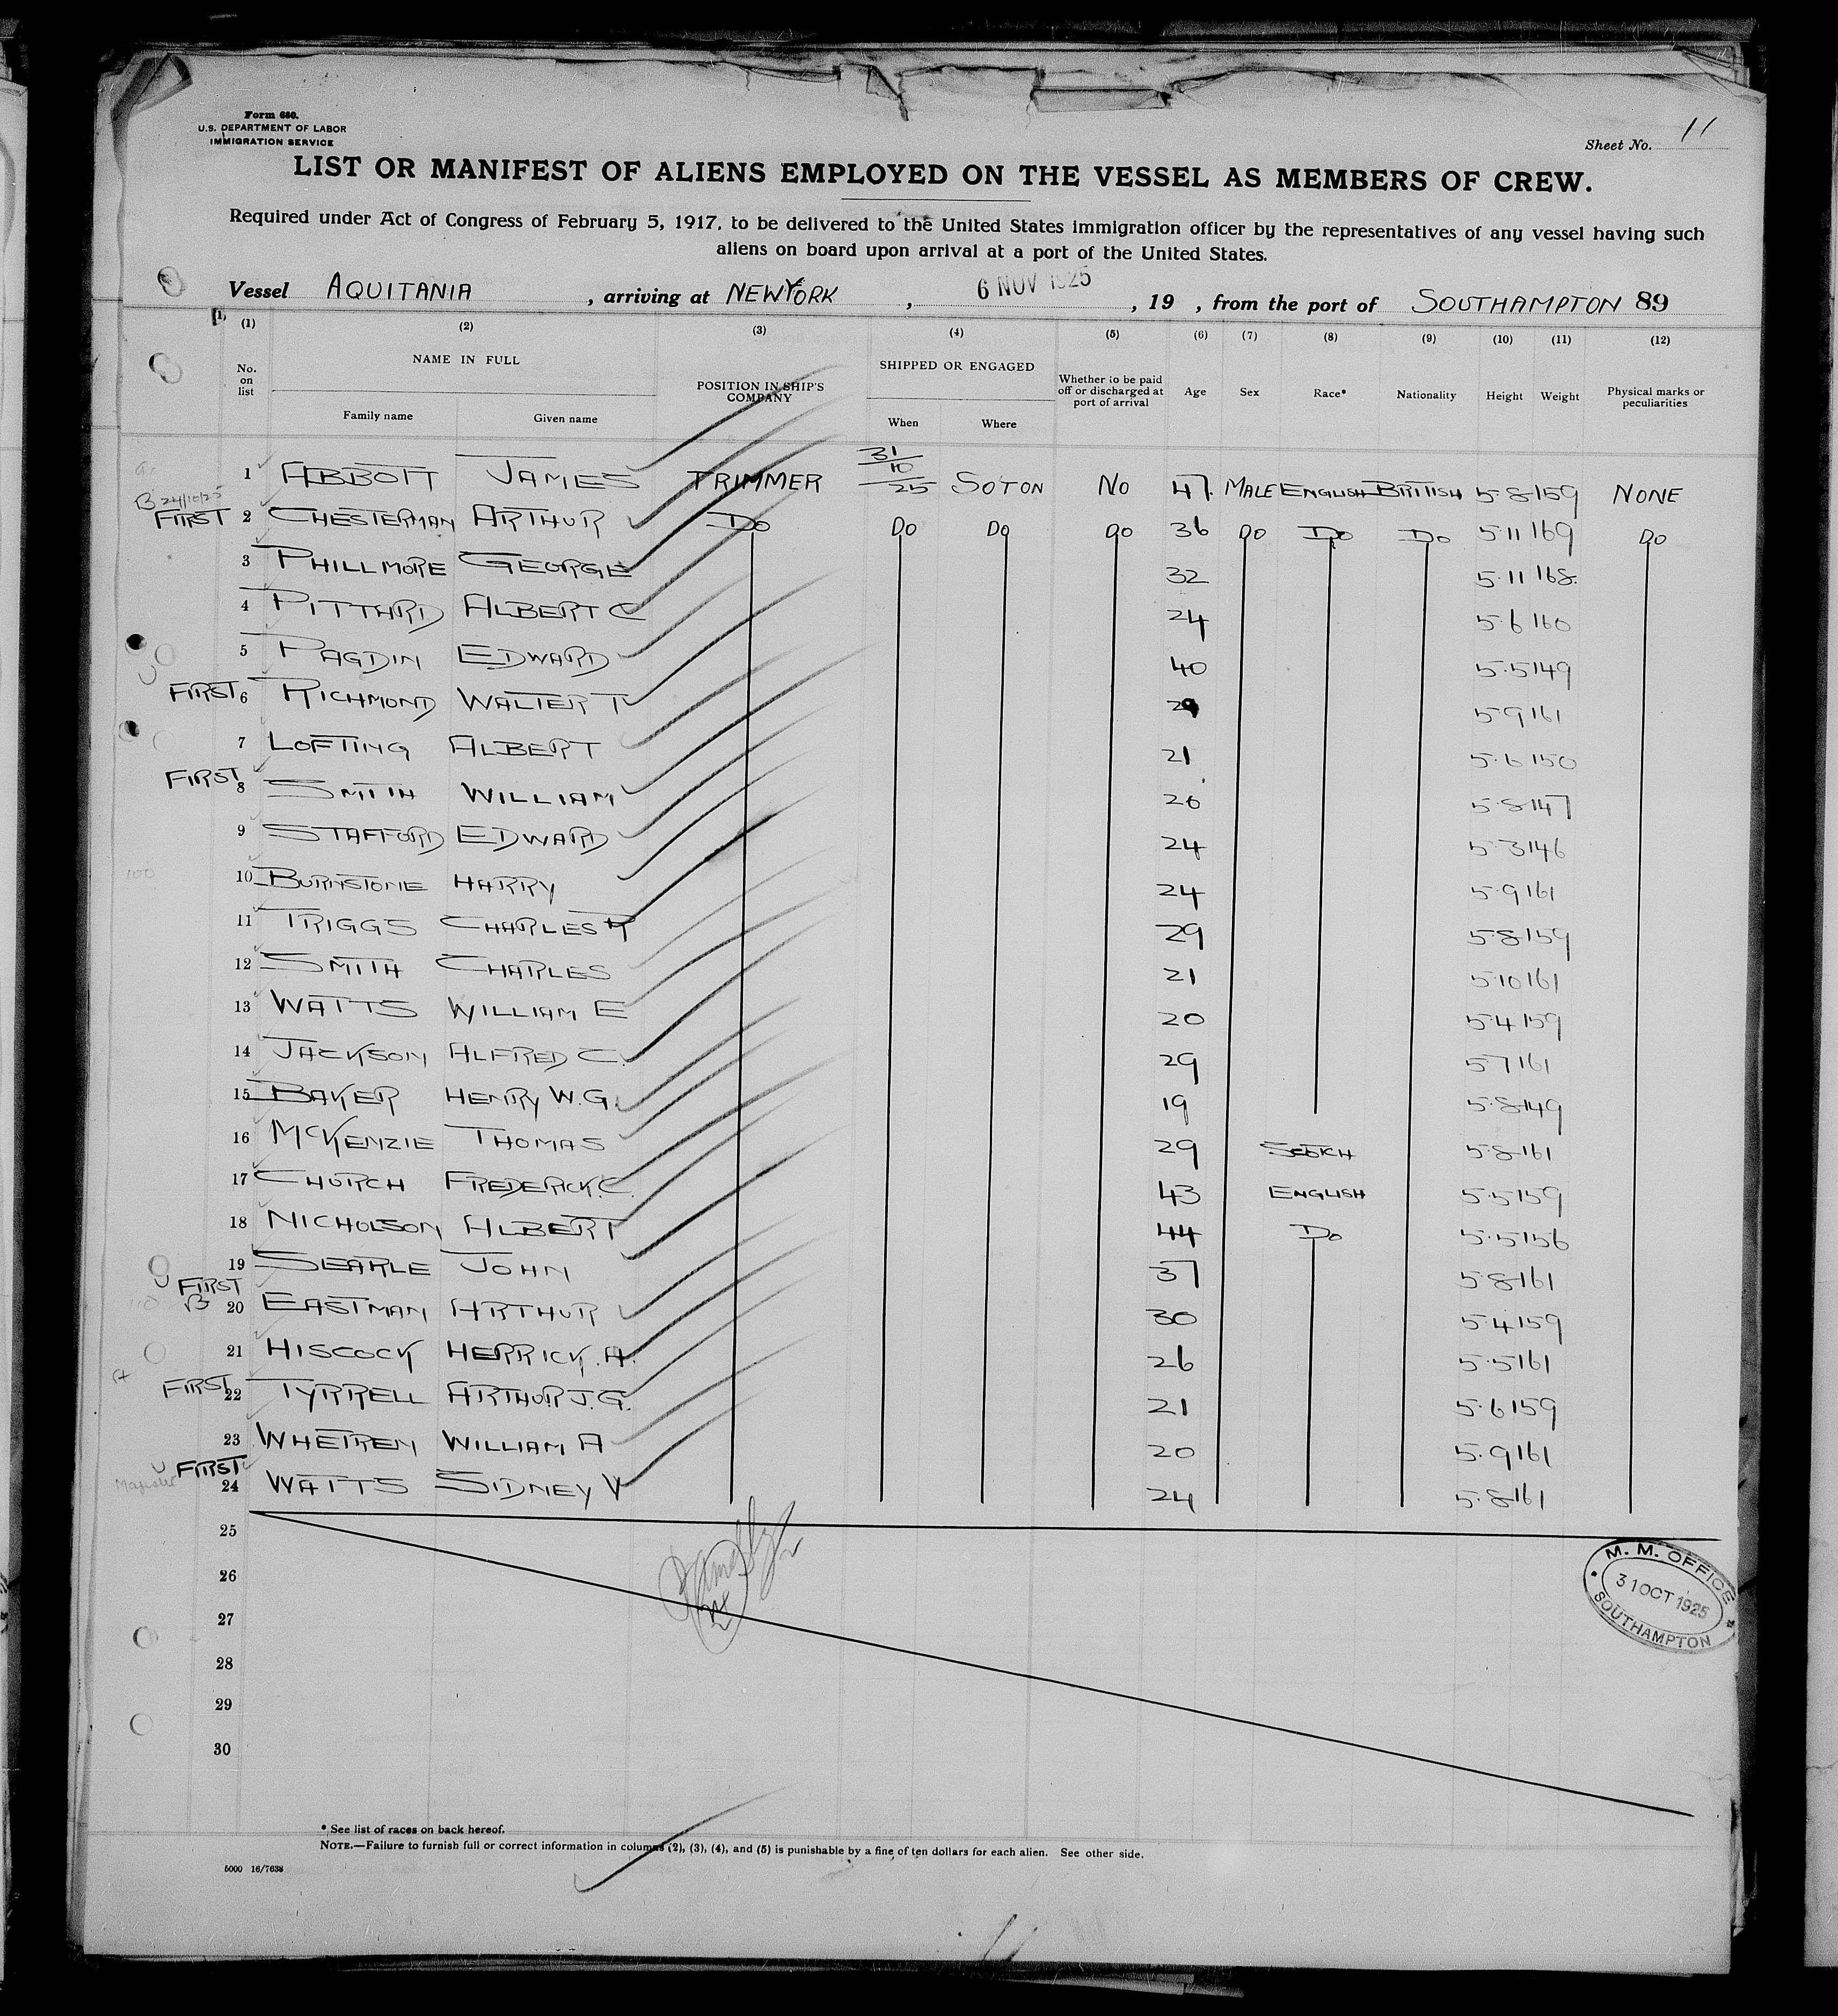 Form 680.
U.S. DEPARTMENT OF LABOR
IMMIGRATION SERVICE
Sheet No. 11
LIST OR MANIFEST OF ALIENS EMPLOYED ON THE VESSEL AS MEMBERS OF CREW.
Required under Act of Congress of February 5, 1917, to be delivered to the United States immigration officer by the representatives of any vessel having such
aliens on board upon arrival at a port of the United States.
Vessel AQUITANIA, arriving at NEW YORK, 6 NOV 1925, 19 , from the port of SOUTHAMPTON 89
(1) (2) (3) (4) (5) (6) (7) (8) (9) (10) (11) (12)
No. on list NAME IN FULL Family name Given name POSITION IN SHIP'S COMPANY SHIPPED OR ENGAGED When Where Whether to be paid off or discharged at port of arrival Age Sex Race* Nationality Height Weight Physical marks or peculiarities
1 ABBOTT JAMES TRIMMER 31/10/25 SOTON NO 47. MALE ENGLISH BRITISH 5·8 159 NONE
B 24/10/25
FIRST 2 CHESTERMAN ARTHUR DO DO DO DO 36 DO DO DO 5·11 169 DO
3 PHILLMORE GEORGE 32 5·11 168.
4 PITTARD ALBERT C 24 5·6 160
5 PAGDIN EDWARD 40 5·5 149
FIRST 6 RICHMOND WALTER T 29 5·9 161
7 LOFTING ALBERT 21 5·6 150
FIRST 8 SMITH WILLIAM 26 5·8 147
9 STAFFORD EDWARD 24 5·3 146
10 BURNSTONE HARRY 24 5·9 161
11 TRIGGS CHARLES R 29 5·8 159
12 SMITH CHARLES 21 5·10 161
13 WATTS WILLIAM E 20 5·4 159
14 JACKSON ALFRED C. 29 5·7 161
15 BAKER HENRY W.G. 19 5·8 149
16 McKENZIE THOMAS 29 SCOTCH 5·8 161
17 CHURCH FREDERICK.C. 43 ENGLISH 5·5 159
18 NICHOLSON ALBERT 44 DO 5·5 156
19 SEARLE JOHN 37 5·8 161
FIRST B 20 EASTMAN ARTHUR 30 5·4 159
21 HISCOCK HERRICK.A. 26 5·5 161
FIRST 22 TYRRELL ARTHUR J.G. 21 5·6 159
23 WHETREN WILLIAM A 20 5·9 161
FIRST 24 WATTS SIDNEY V 24 5·8 161
25
26
27
28
29
30
M. M. OFFICE
31 OCT 1925
SOUTHAMPTON
* See list of races on back hereof.
NOTE.—Failure to furnish full or correct information in columns (2), (3), (4), and (5) is punishable by a fine of ten dollars for each alien. See other side.
5000 16/7638